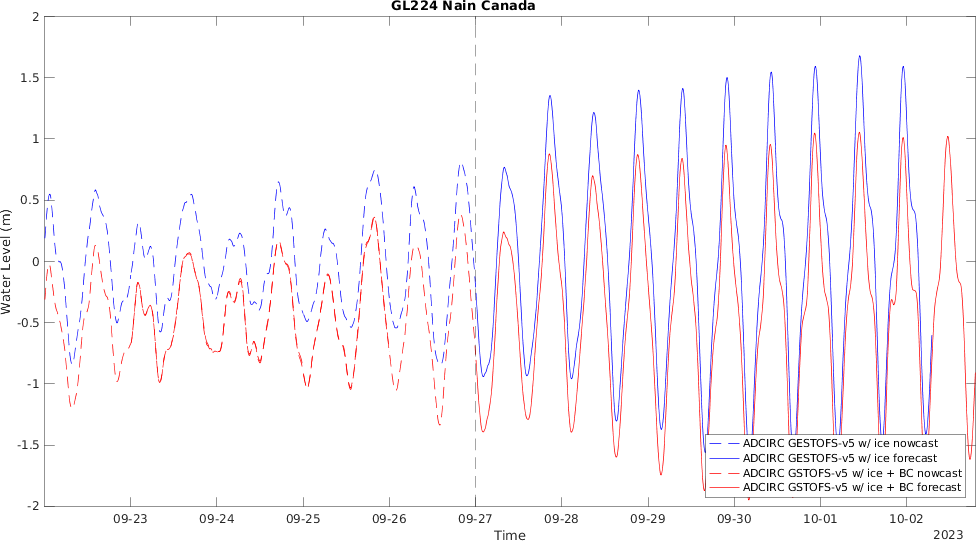 GL224 Nain Canada
2
1.5
1
0.5
0
-0.5
-1
-1.5
-2
Water Level (m)
ADCIRC GESTOFS-v5 w/ ice nowcast
ADCIRC GESTOFS-v5 w/ ice forecast
ADCIRC GSTOFS-v5 w/ ice + BC nowcast
ADCIRC GSTOFS-v5 w/ ice + BC forecast
09-23 09-24 09-25 09-26 09-27 09-28 09-29 09-30 10-01 10-02
Time
2023